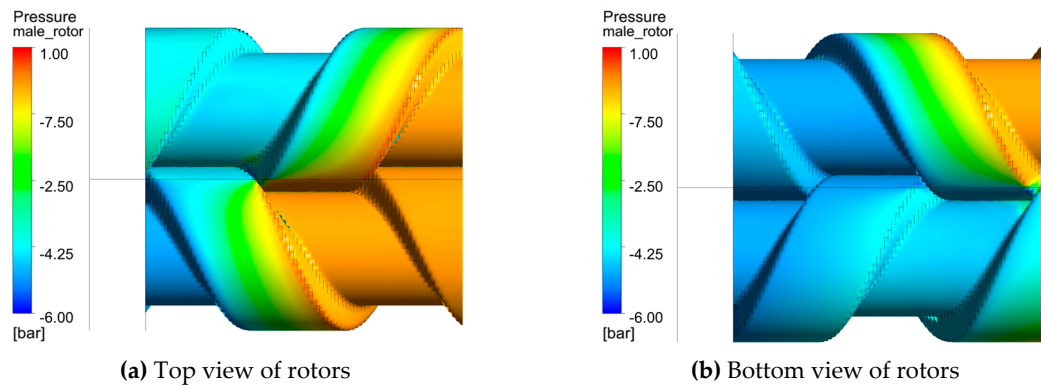 Pressure
male_rotor
1.00
-7.50
-2.50
-4.25
-6.00
[bar]
(a) Top view of rotors
Pressure
male_rotor
1.00
-7.50
-2.50
-4.25
-6.00
[bar]
(b) Bottom view of rotors